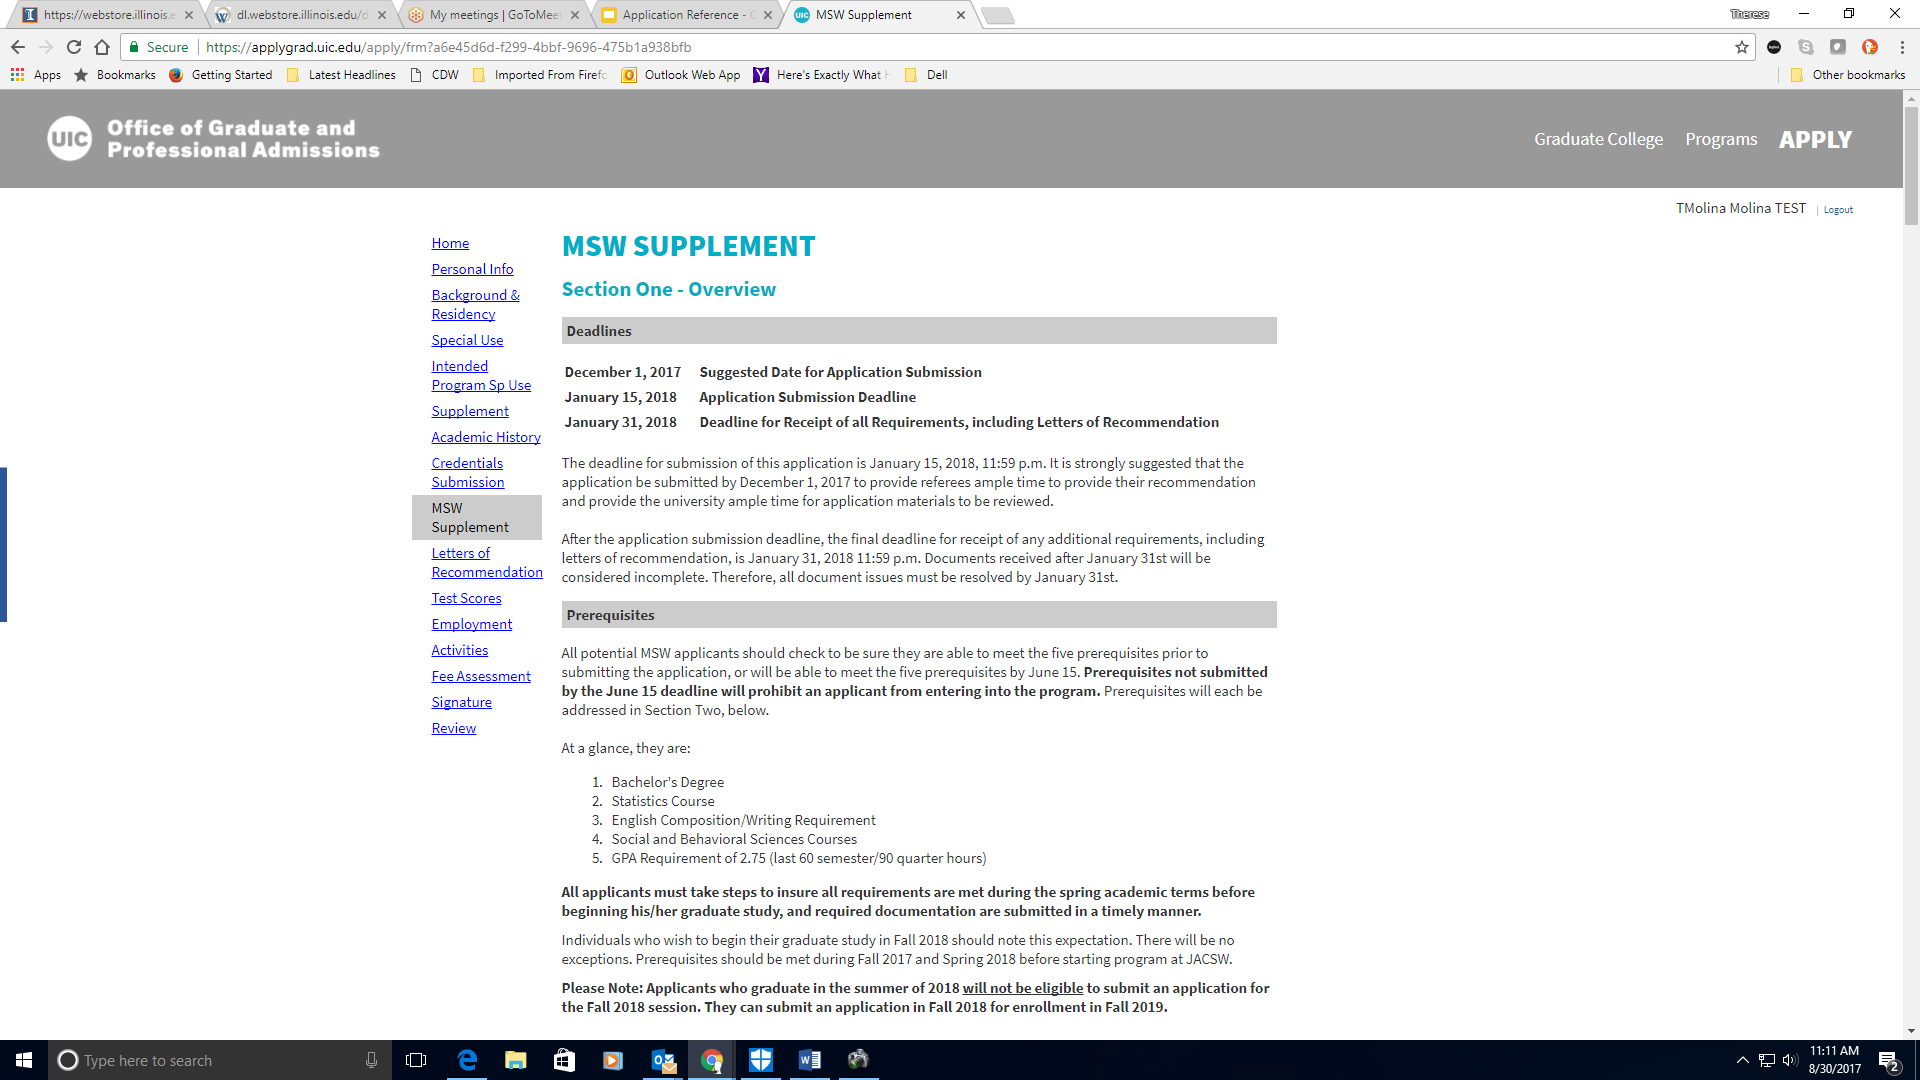 https://webstore.illinois.e
dl.webstore.illinois.edu/d
My meetings | GoToMee
Application Reference -
MSW Supplement
Therese
Secure
https://applygrad.uic.edu/apply/frm?a6e45d6d-f299-4bbf-9696-475b1a938bfb
Apps
Bookmarks
Getting Started
Latest Headlines
CDW
Imported From Firefo
Outlook Web App
Here's Exactly What H
Dell
Other bookmarks
UIC
Office of Graduate and
Professional Admissions
Graduate College
Programs
APPLY
TMolina Molina TEST | Logout
Home
Personal Info
Background &
Residency
Special Use
Intended
Program Sp Use
Supplement
Academic History
Credentials
Submission
MSW
Supplement
Letters of
Recommendation
Test Scores
Employment
Activities
Fee Assessment
Signature
Review
MSW SUPPLEMENT
Section One - Overview
Deadlines
December 1, 2017 Suggested Date for Application Submission
January 15, 2018 Application Submission Deadline
January 31, 2018 Deadline for Receipt of all Requirements, including Letters of Recommendation
The deadline for submission of this application is January 15, 2018, 11:59 p.m. It is strongly suggested that the
application be submitted by December 1, 2017 to provide referees ample time to provide their recommendation
and provide the university ample time for application materials to be reviewed.
After the application submission deadline, the final deadline for receipt of any additional requirements, including
letters of recommendation, is January 31, 2018 11:59 p.m. Documents received after January 31st will be
considered incomplete. Therefore, all document issues must be resolved by January 31st.
Prerequisites
All potential MSW applicants should check to be sure they are able to meet the five prerequisites prior to
submitting the application, or will be able to meet the five prerequisites by June 15. Prerequisites not submitted
by the June 15 deadline will prohibit an applicant from entering into the program. Prerequisites will each be
addressed in Section Two, below.
At a glance, they are:
1. Bachelor's Degree
2. Statistics Course
3. English Composition/Writing Requirement
4. Social and Behavioral Sciences Courses
5. GPA Requirement of 2.75 (last 60 semester/90 quarter hours)
All applicants must take steps to insure all requirements are met during the spring academic terms before
beginning his/her graduate study, and required documentation are submitted in a timely manner.
Individuals who wish to begin their graduate study in Fall 2018 should note this expectation. There will be no
exceptions. Prerequisites should be met during Fall 2017 and Spring 2018 before starting program at JACSW.
Please Note: Applicants who graduate in the summer of 2018 will not be eligible to submit an application for
the Fall 2018 session. They can submit an application in Fall 2018 for enrollment in Fall 2019.
Type here to search
11:11 AM
8/30/2017
2